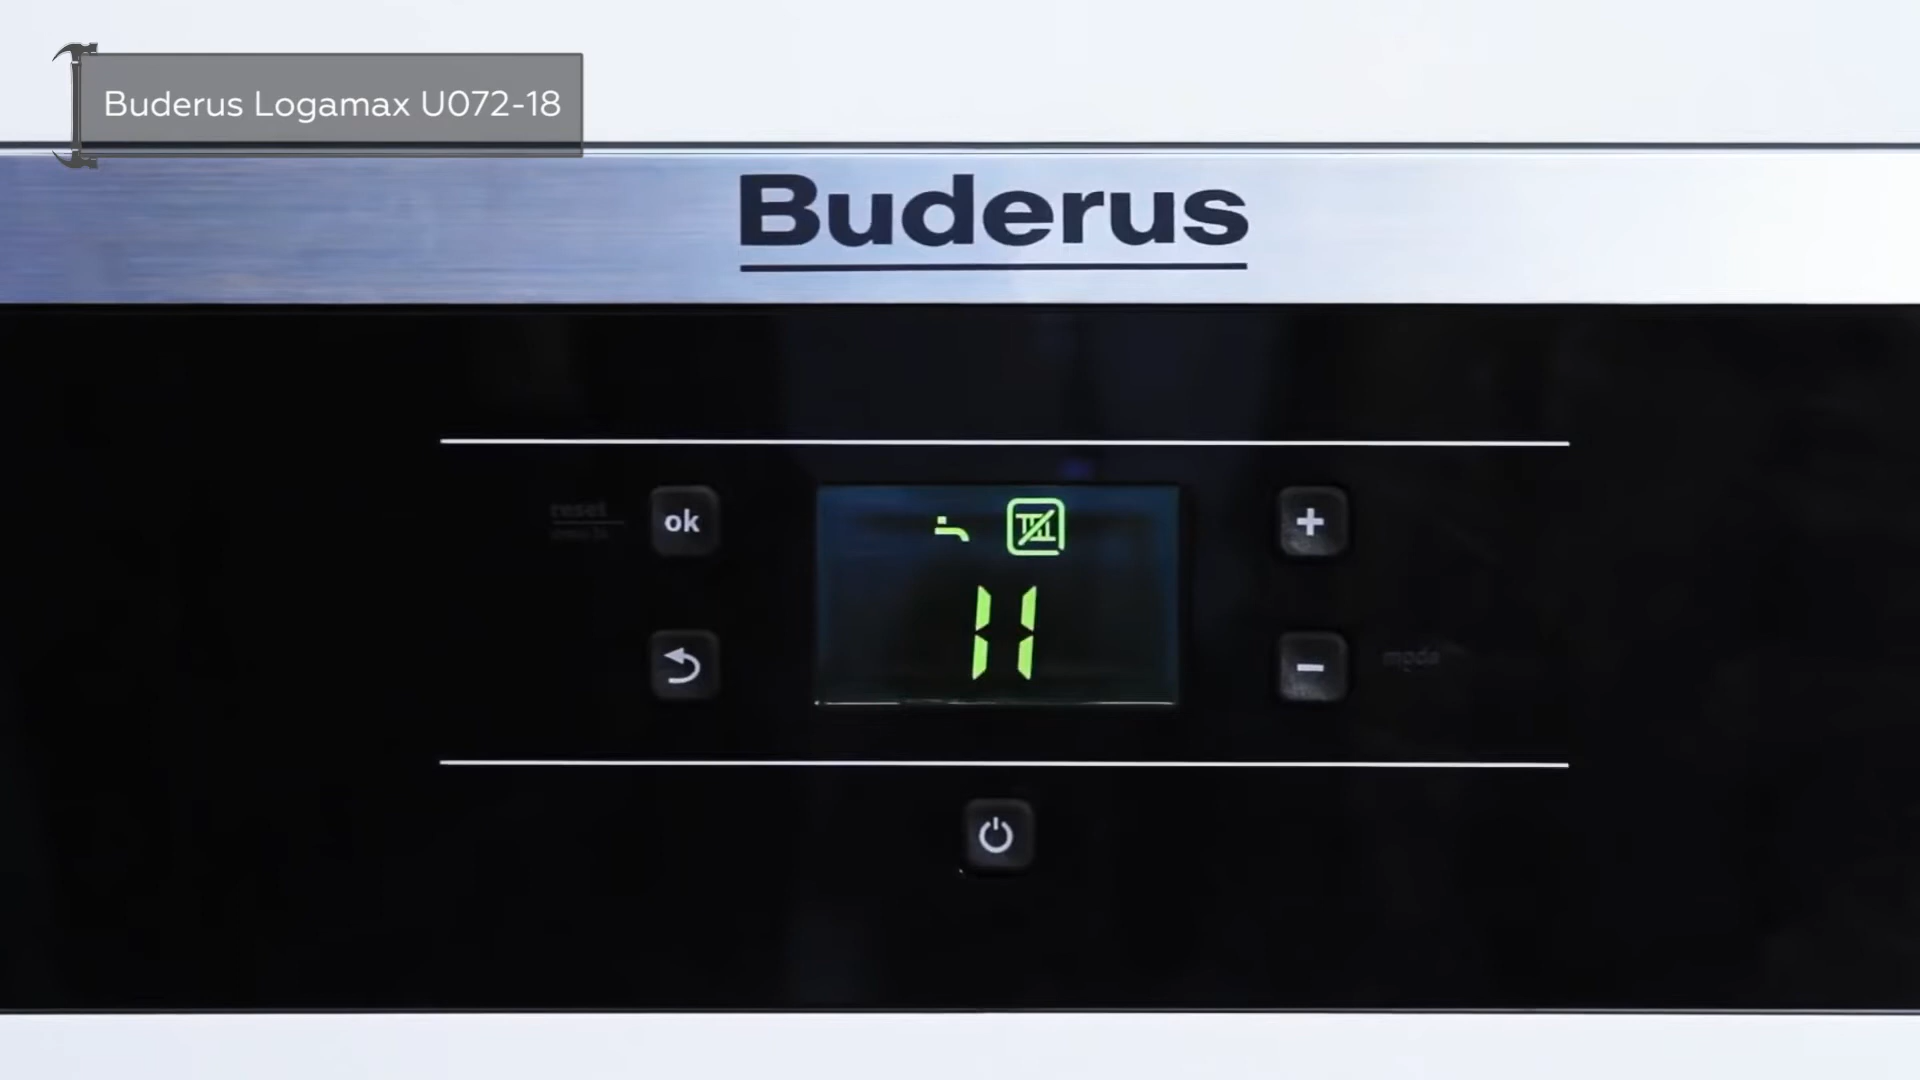 Buderus Logamax U072-18
Buderus
reset
ok
+
11
−
mode